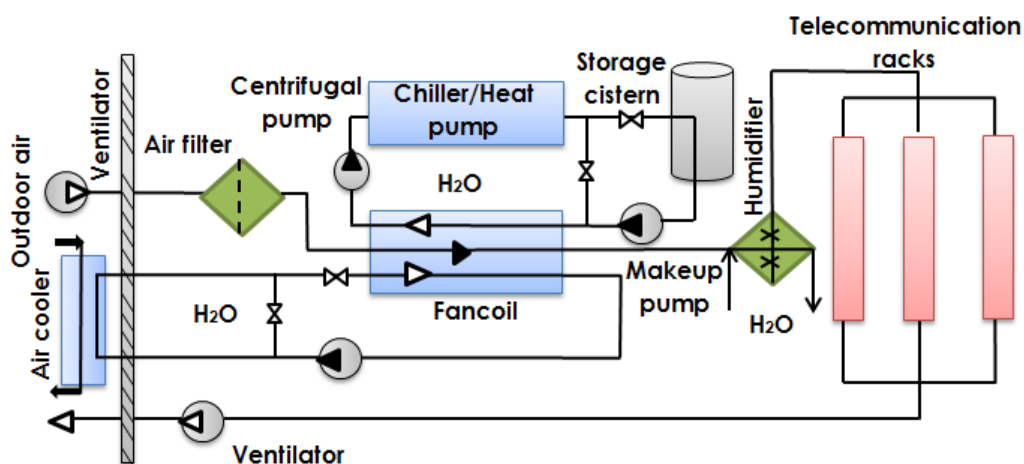 Telecommunication
racks
Storage
cistern
Centrifugal
pump
Chiller/Heat
pump
Ventilator
Air filter
Humidifier
H2O
Outdoor air
Makeup
pump
Fancoil
H2O
H2O
Air cooler
Ventilator